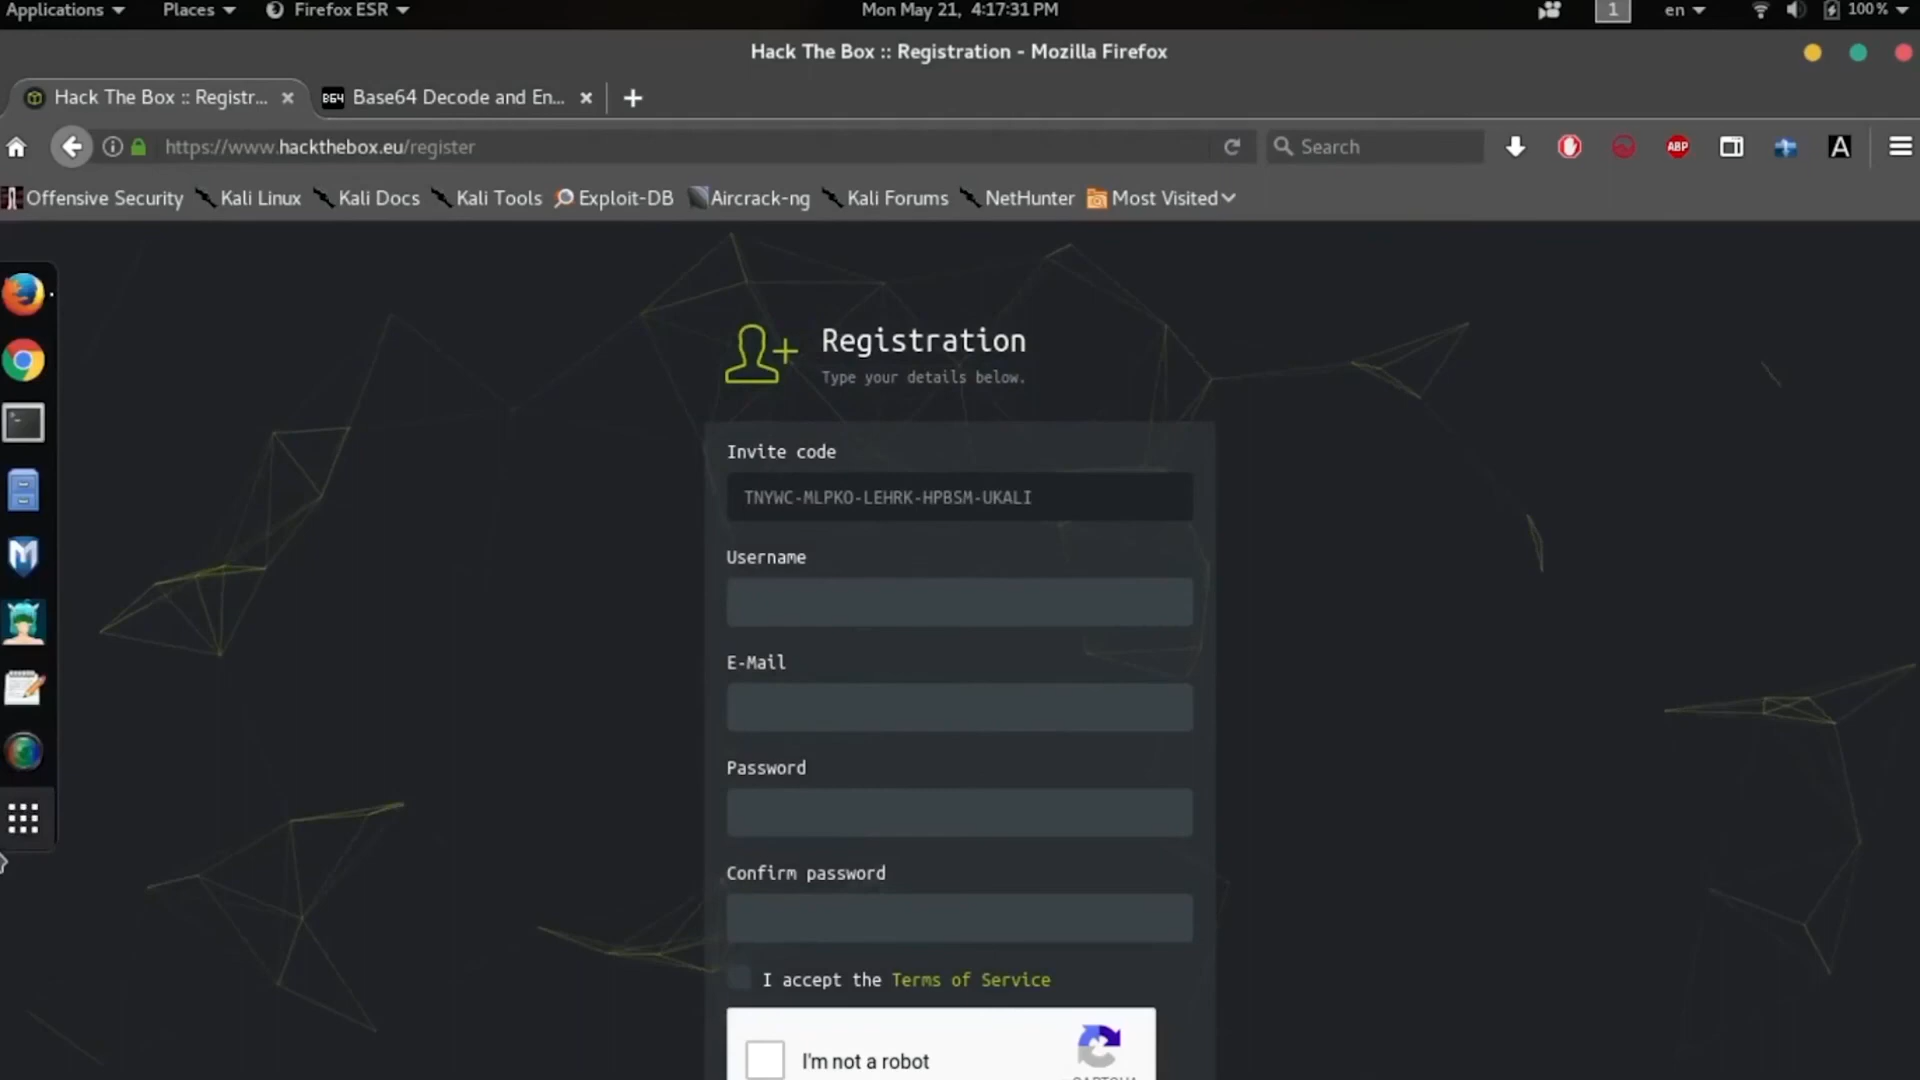 Applications Places Firefox ESR Mon May 21, 4:17:31 PM 1 en 100 %
Hack The Box :: Registration - Mozilla Firefox
Hack The Box :: Registr... B64 Base64 Decode and En...
https://www.hackthebox.eu/register Search ABP A
Offensive Security Kali Linux Kali Docs Kali Tools Exploit-DB Aircrack-ng Kali Forums NetHunter Most Visited
Registration
Type your details below.
Invite code
TNYWC-MLPKO-LEHRK-HPBSM-UKALI
Username
E-Mail
Password
Confirm password
I accept the Terms of Service
I'm not a robot